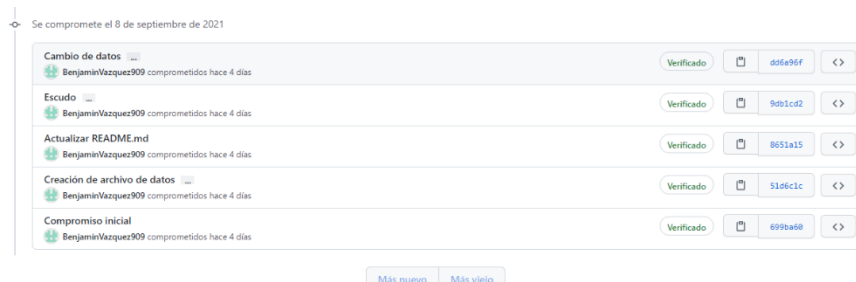 Se compromete el 8 de septiembre de 2021
Cambio de datos ...
BenjaminVazquez909 comprometidos hace 4 días
Verificado
dd6a96f
Escudo ...
BenjaminVazquez909 comprometidos hace 4 días
Verificado
9db1cd2
Actualizar README.md
BenjaminVazquez909 comprometidos hace 4 días
Verificado
8651a15
Creación de archivo de datos ...
BenjaminVazquez909 comprometidos hace 4 días
Verificado
51d6c1c
Compromiso inicial
BenjaminVazquez909 comprometidos hace 4 días
Verificado
699ba60
Más nuevo Más viejo